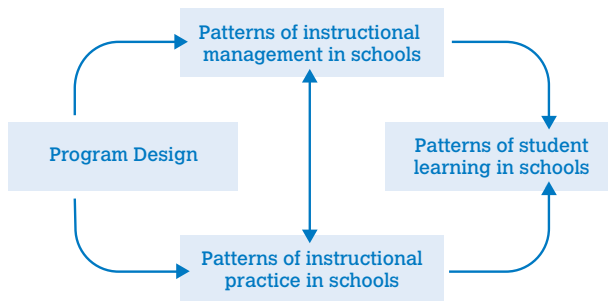 Patterns of instructional
management in schools
Program Design
Patterns of student
learning in schools
Patterns of instructional
practice in schools